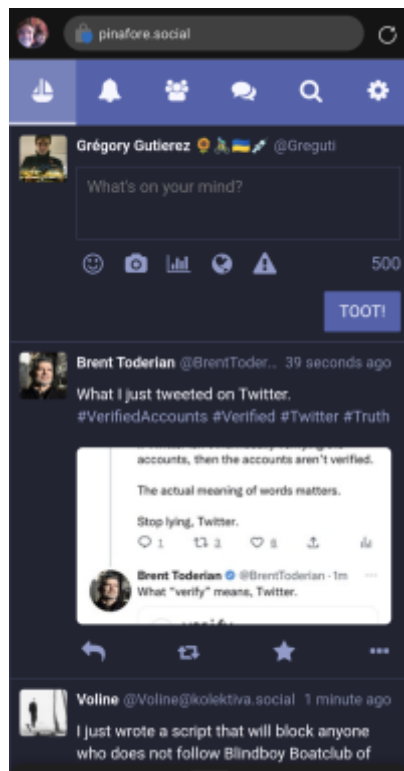 pinafore.social
Grégory Gutierez 🌻🚴🇺🇦💉 @Greguti
What's on your mind?
500
TOOT!
Brent Toderian @BrentToder… 39 seconds ago
What I just tweeted on Twitter.
#VerifiedAccounts #Verified #Twitter #Truth
accounts, then the accounts aren't verified.
The actual meaning of words matters.
Stop lying, Twitter.
1 2 8
Brent Toderian @BrentToderian · 1m
What "verify" means, Twitter.
Voline @Voline@kolektiva.social 1 minute ago
I just wrote a script that will block anyone
who does not follow Blindboy Boatclub of